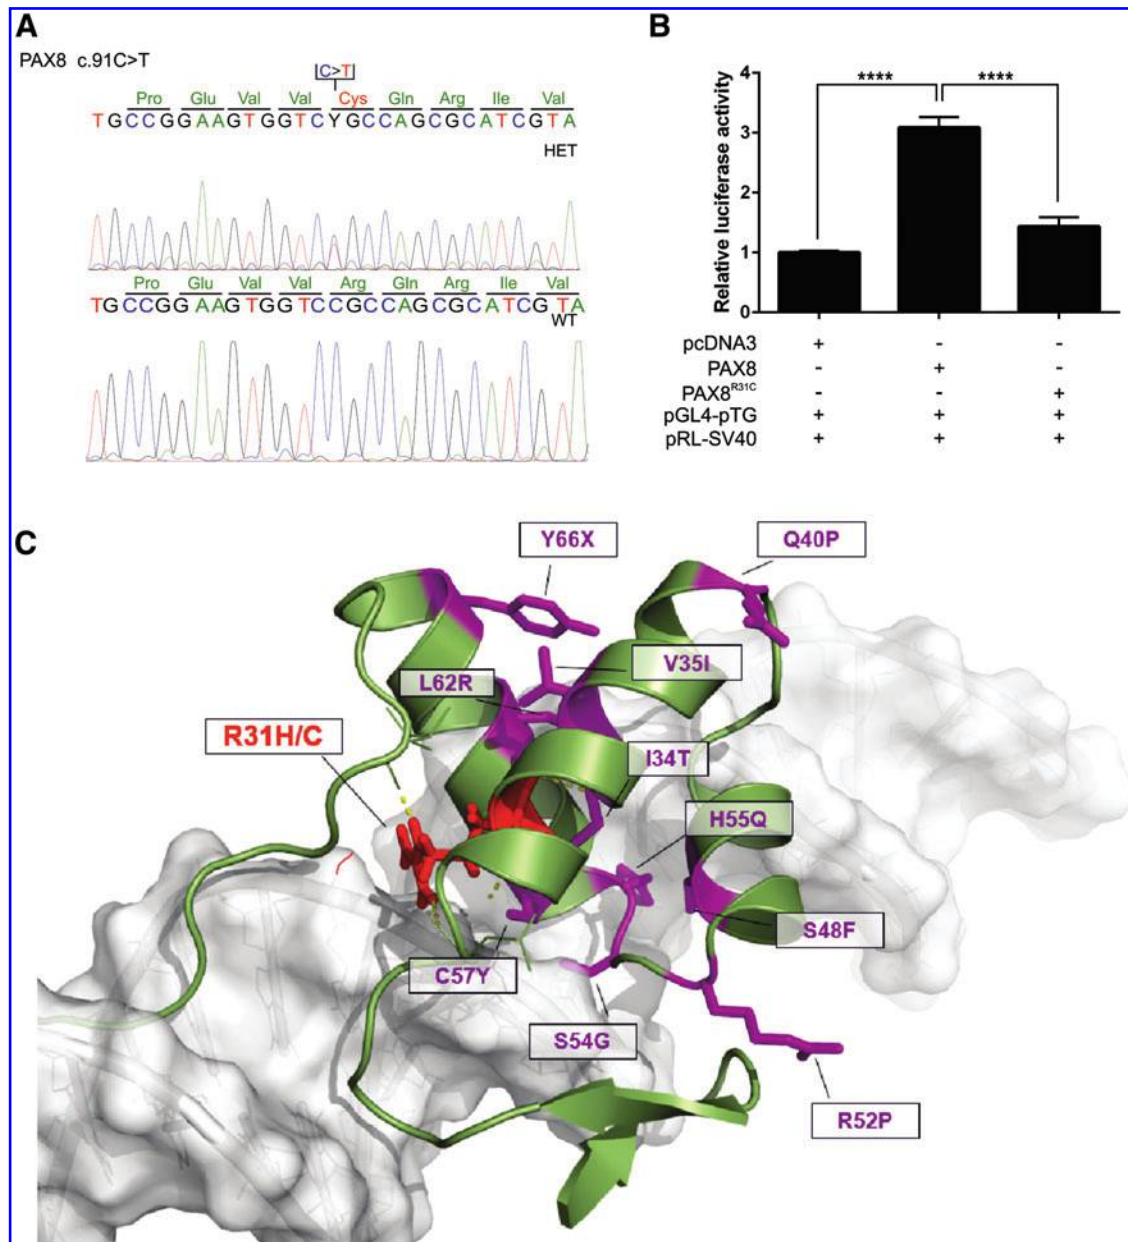 A
PAX8 c.91C>T
C>T
Pro Glu Val Val Cys Gln Arg Ile Val
TGCCGGAAGTGGTCYGCCAGCGCATCGTA
HET
Pro Glu Val Val Arg Gln Arg Ile Val
TGCCGGAAGTGGTCCGCCAGCGCATCGTA
WT
B
Relative luciferase activity
4
3
2
1
0
**** ****
pcDNA3 + - -
PAX8 - + -
PAX8R31C - - +
pGL4-pTG + + +
pRL-SV40 + + +
C
Y66X
Q40P
V35I
L62R
R31H/C
I34T
H55Q
S48F
C57Y
S54G
R52P